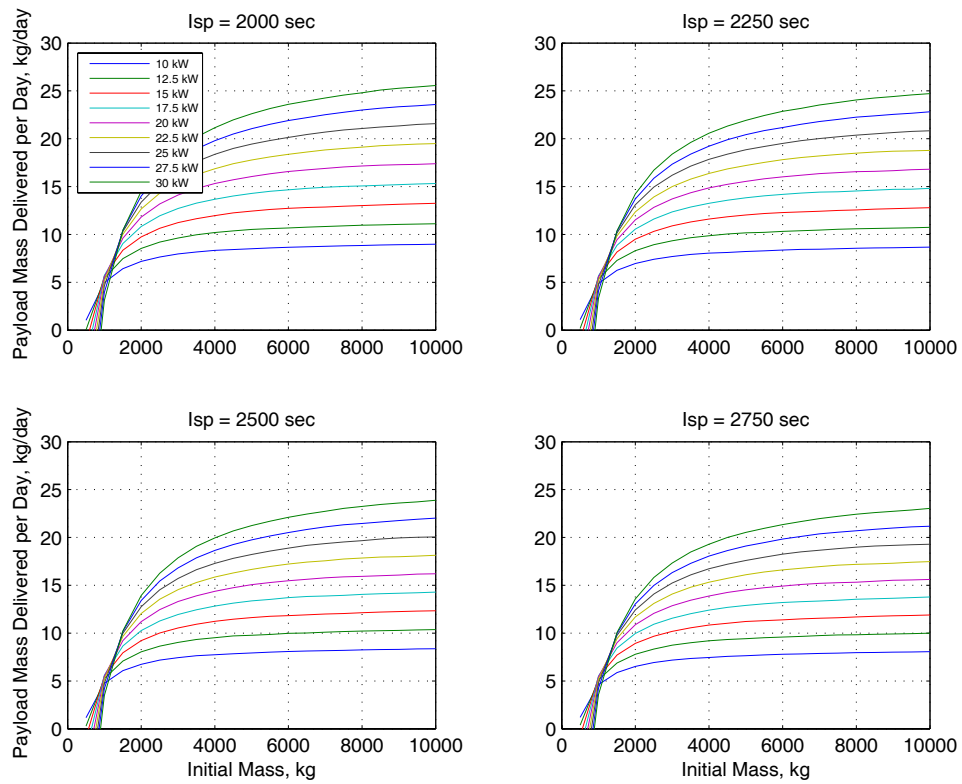 Isp = 2000 sec
Payload Mass Delivered per Day, kg/day
30
25
20
15
10
5
0
10 kW
12.5 kW
15 kW
17.5 kW
20 kW
22.5 kW
25 kW
27.5 kW
30 kW
0 2000 4000 6000 8000 10000
Isp = 2250 sec
30
25
20
15
10
5
0
0 2000 4000 6000 8000 10000
Isp = 2500 sec
Payload Mass Delivered per Day, kg/day
30
25
20
15
10
5
0
0 2000 4000 6000 8000 10000
Initial Mass, kg
Isp = 2750 sec
30
25
20
15
10
5
0
0 2000 4000 6000 8000 10000
Initial Mass, kg